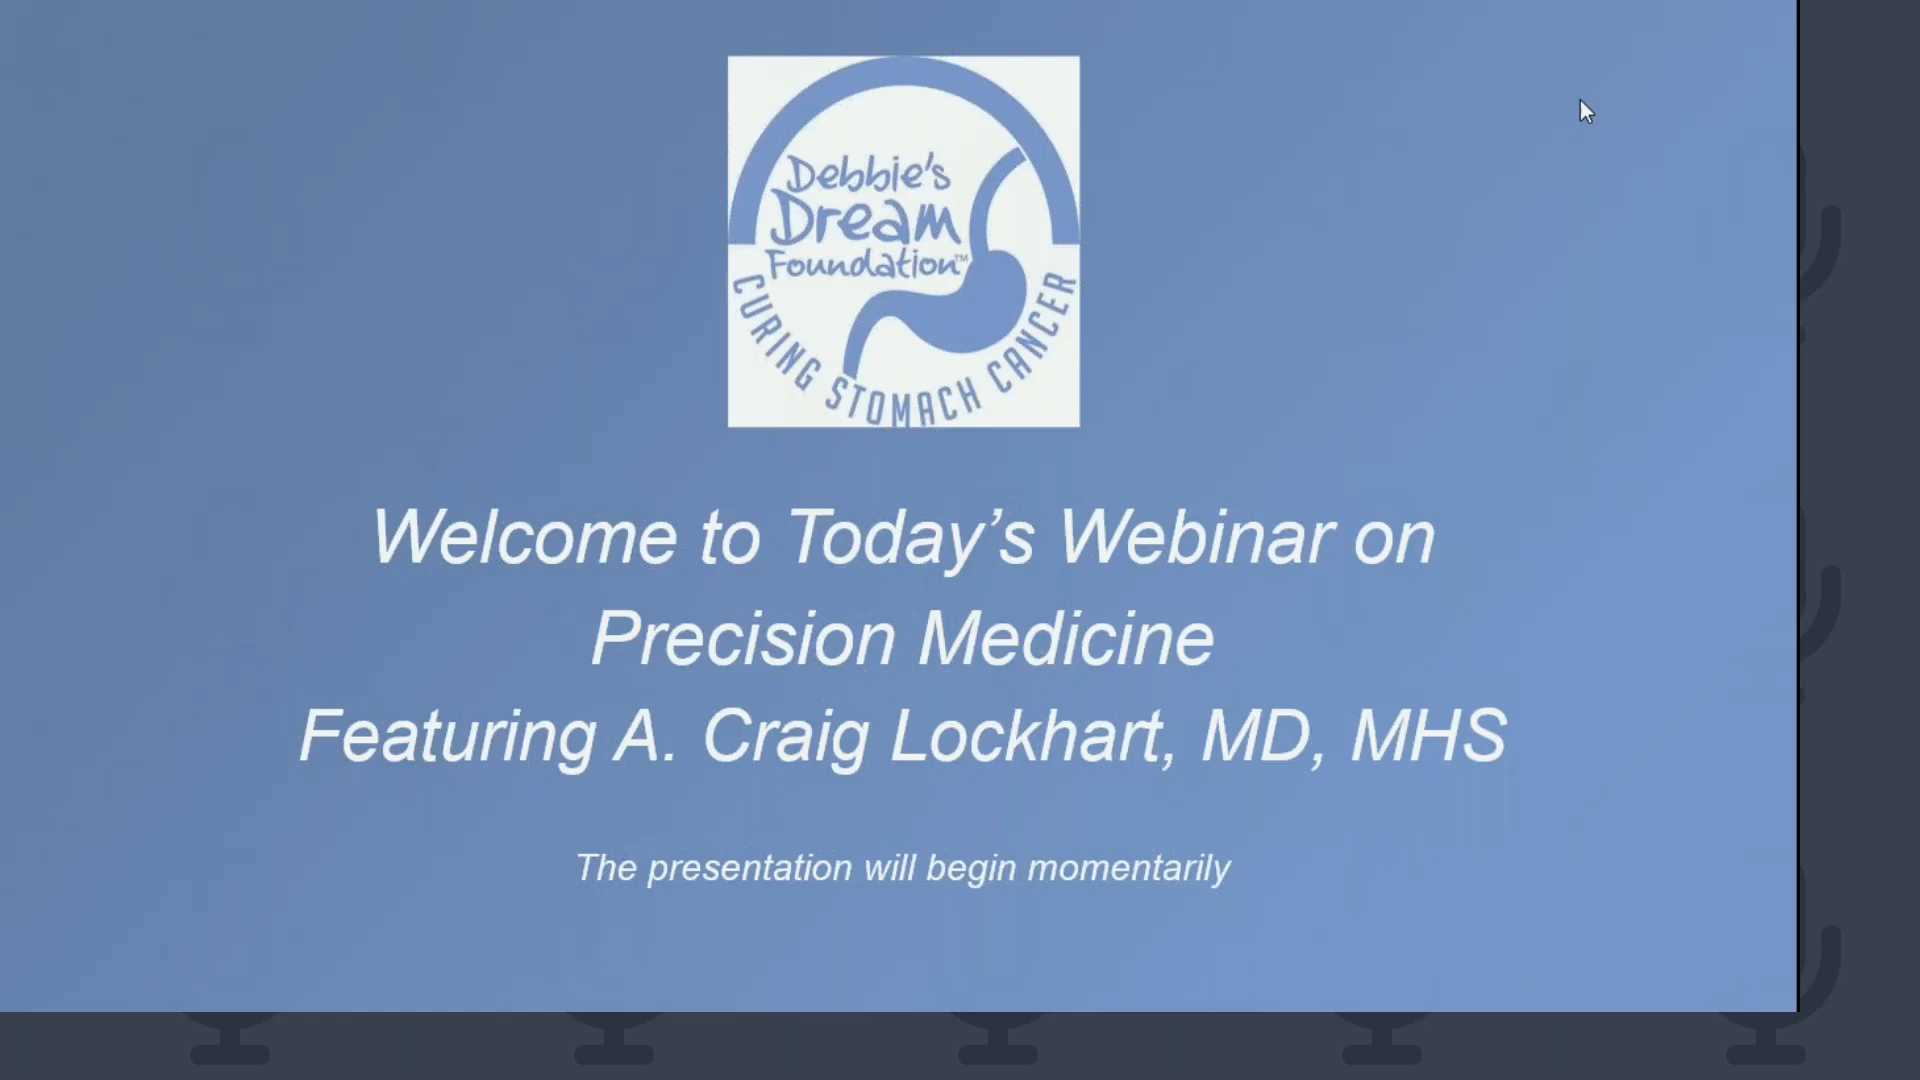 Debbie's
Dream
Foundation™
CURING STOMACH CANCER
Welcome to Today's Webinar on
Precision Medicine
Featuring A. Craig Lockhart, MD, MHS
The presentation will begin momentarily